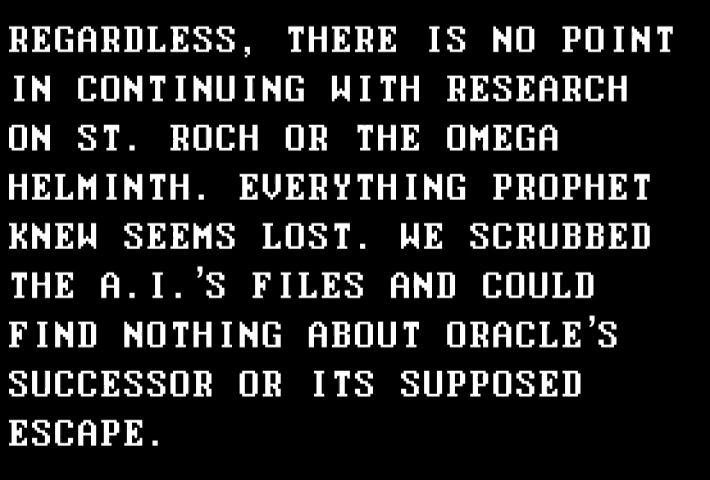 REGARDLESS, THERE IS NO POINT
IN CONTINUING WITH RESEARCH
ON ST. ROCH OR THE OMEGA
HELMINTH. EVERYTHING PROPHET
KNEW SEEMS LOST. WE SCRUBBED
THE A.I.'S FILES AND COULD
FIND NOTHING ABOUT ORACLE'S
SUCCESSOR OR ITS SUPPOSED
ESCAPE.